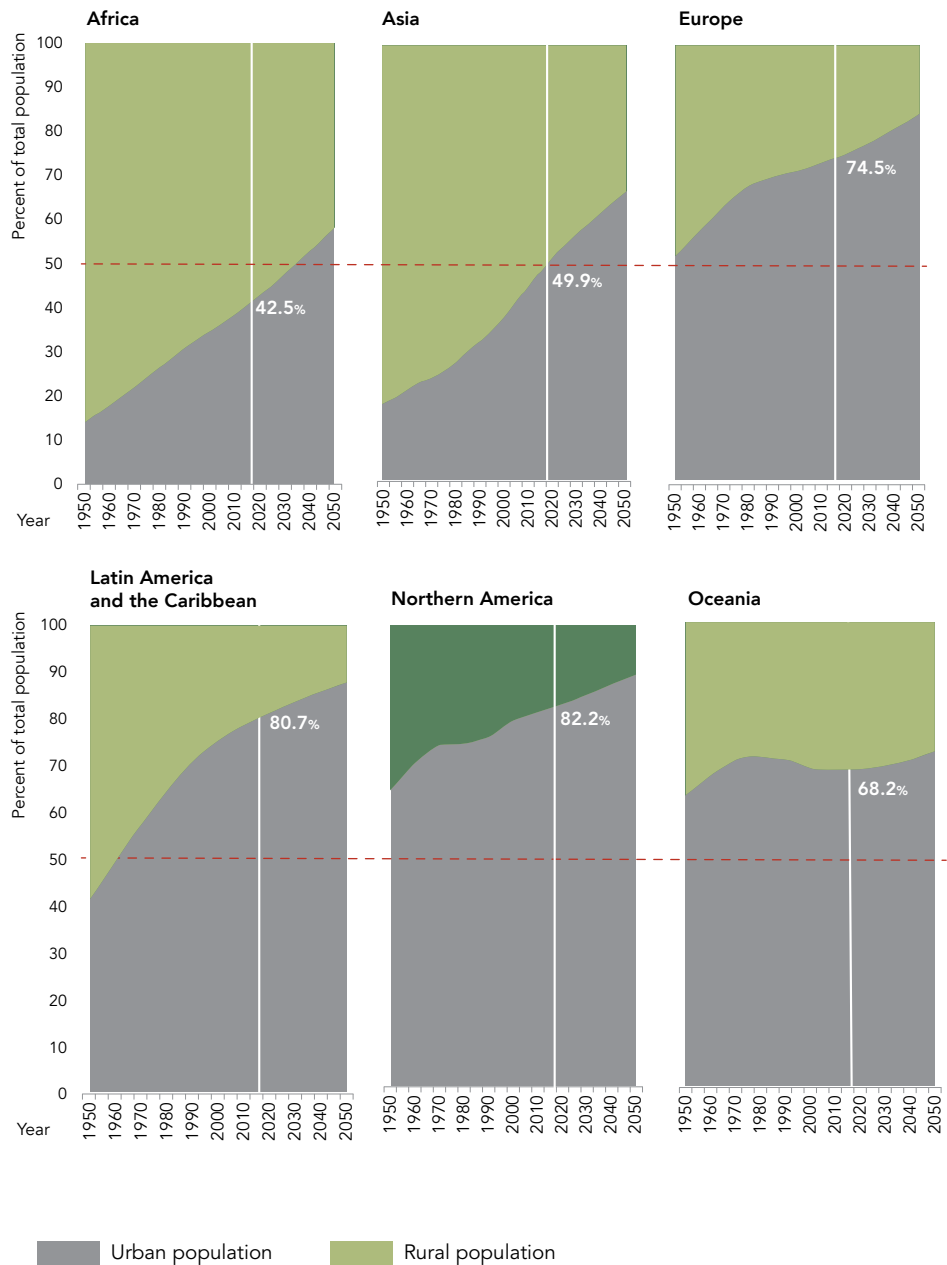 Africa
Asia
Europe
Percent of total population
100
90
80
70
60
50
40
30
20
10
0
42.5%
49.9%
74.5%
Year
1950 1960 1970 1980 1990 2000 2010 2020 2030 2040 2050
1950 1960 1970 1980 1990 2000 2010 2020 2030 2040 2050
1950 1960 1970 1980 1990 2000 2010 2020 2030 2040 2050
Latin America
and the Caribbean
Northern America
Oceania
Percent of total population
100
90
80
70
60
50
40
30
20
10
0
80.7%
82.2%
68.2%
Year
1950 1960 1970 1980 1990 2000 2010 2020 2030 2040 2050
1950 1960 1970 1980 1990 2000 2010 2020 2030 2040 2050
1950 1960 1970 1980 1990 2000 2010 2020 2030 2040 2050
Urban population
Rural population